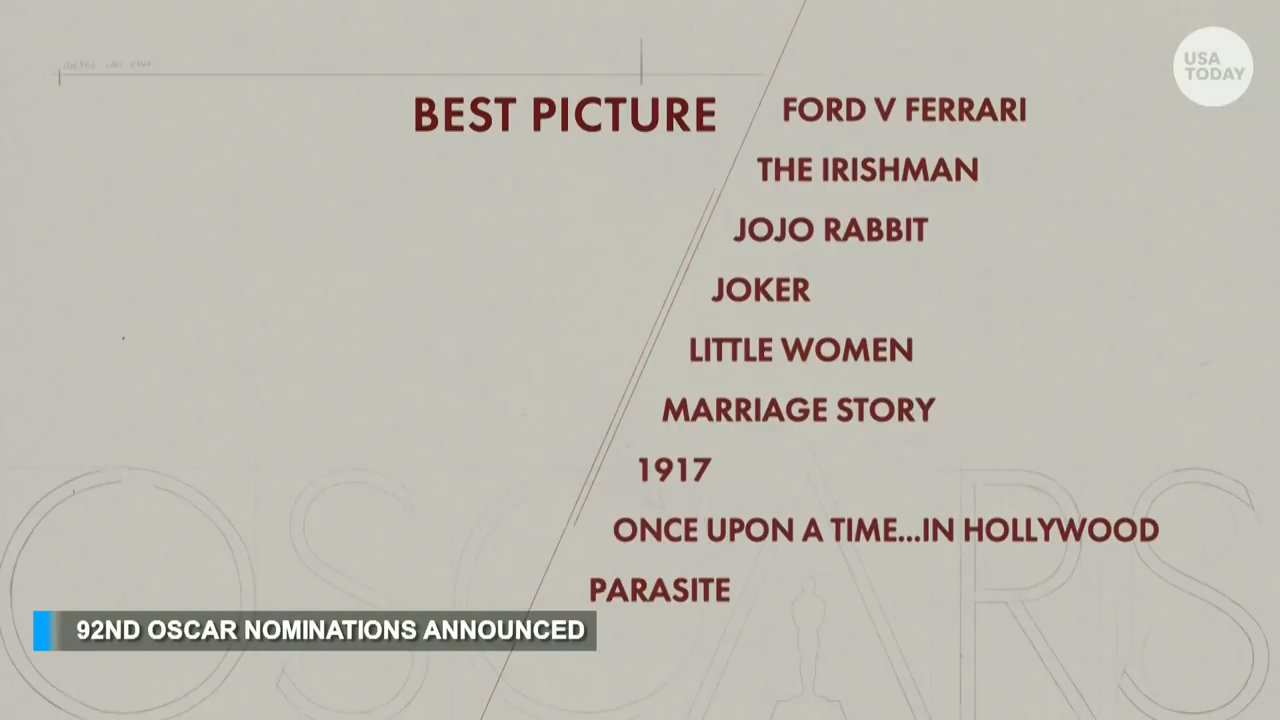 USA
TODAY
BEST PICTURE
FORD V FERRARI
THE IRISHMAN
JOJO RABBIT
JOKER
LITTLE WOMEN
MARRIAGE STORY
1917
ONCE UPON A TIME...IN HOLLYWOOD
PARASITE
OSCARS
92ND OSCAR NOMINATIONS ANNOUNCED